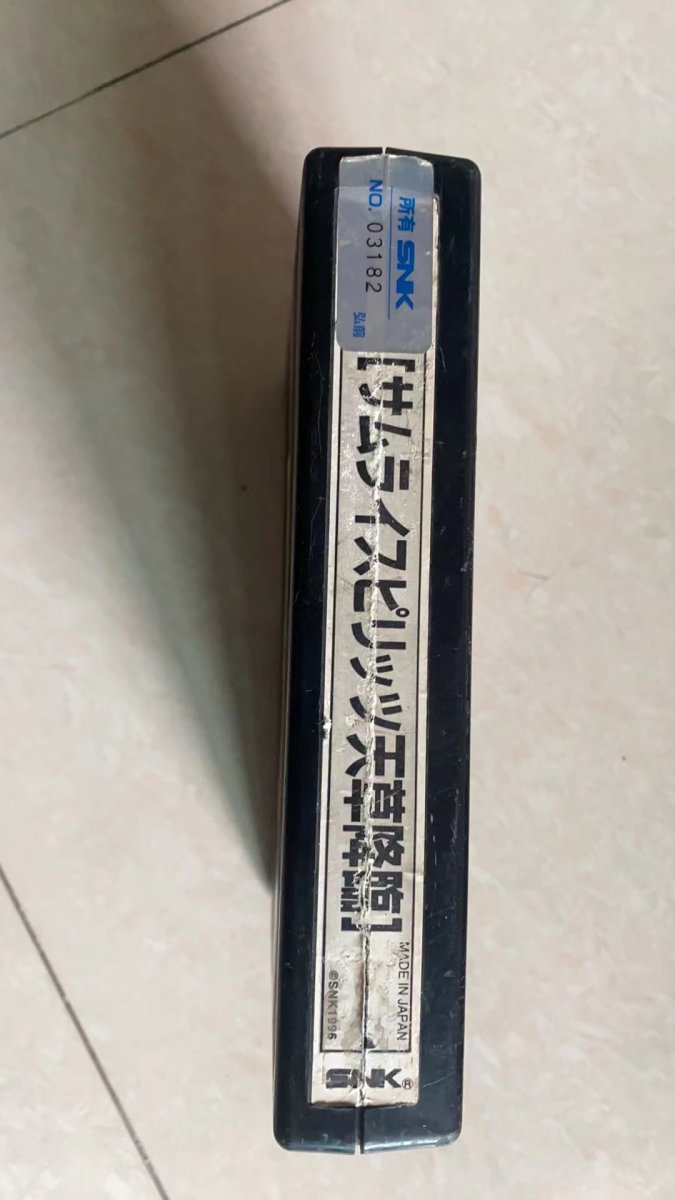 所有 SNK
NO. 03182
弘前
[サムライスピリッツ天草降臨]
MADE IN JAPAN
©SNK1996
SNK®